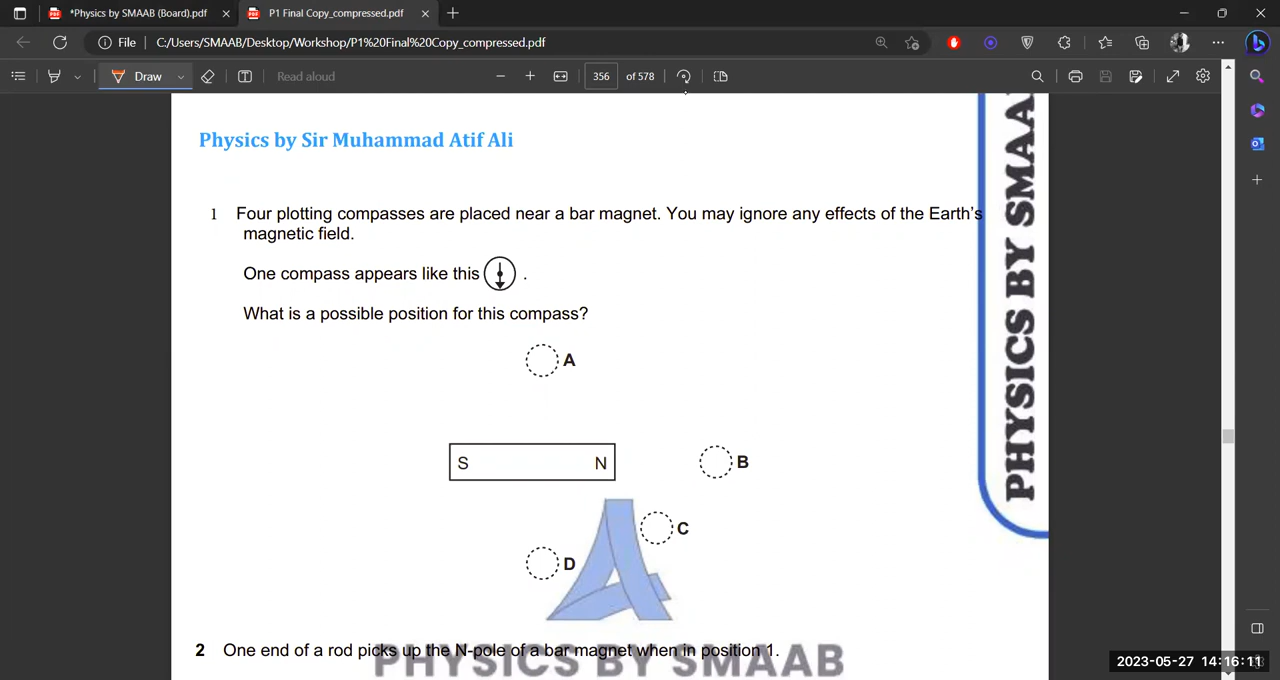 *Physics by SMAAB (Board).pdf
P1 Final Copy_compressed.pdf
File
C:/Users/SMAAB/Desktop/Workshop/P1%20Final%20Copy_compressed.pdf
Draw
Read aloud
356 of 578
Physics by Sir Muhammad Atif Ali
PHYSICS BY SMAA
1 Four plotting compasses are placed near a bar magnet. You may ignore any effects of the Earth's
magnetic field.
One compass appears like this .
What is a possible position for this compass?
A
S N
B
C
D
2 One end of a rod picks up the N-pole of a bar magnet when in position 1.
PHYSICS BY SMAAB
2023-05-27 14:16:11